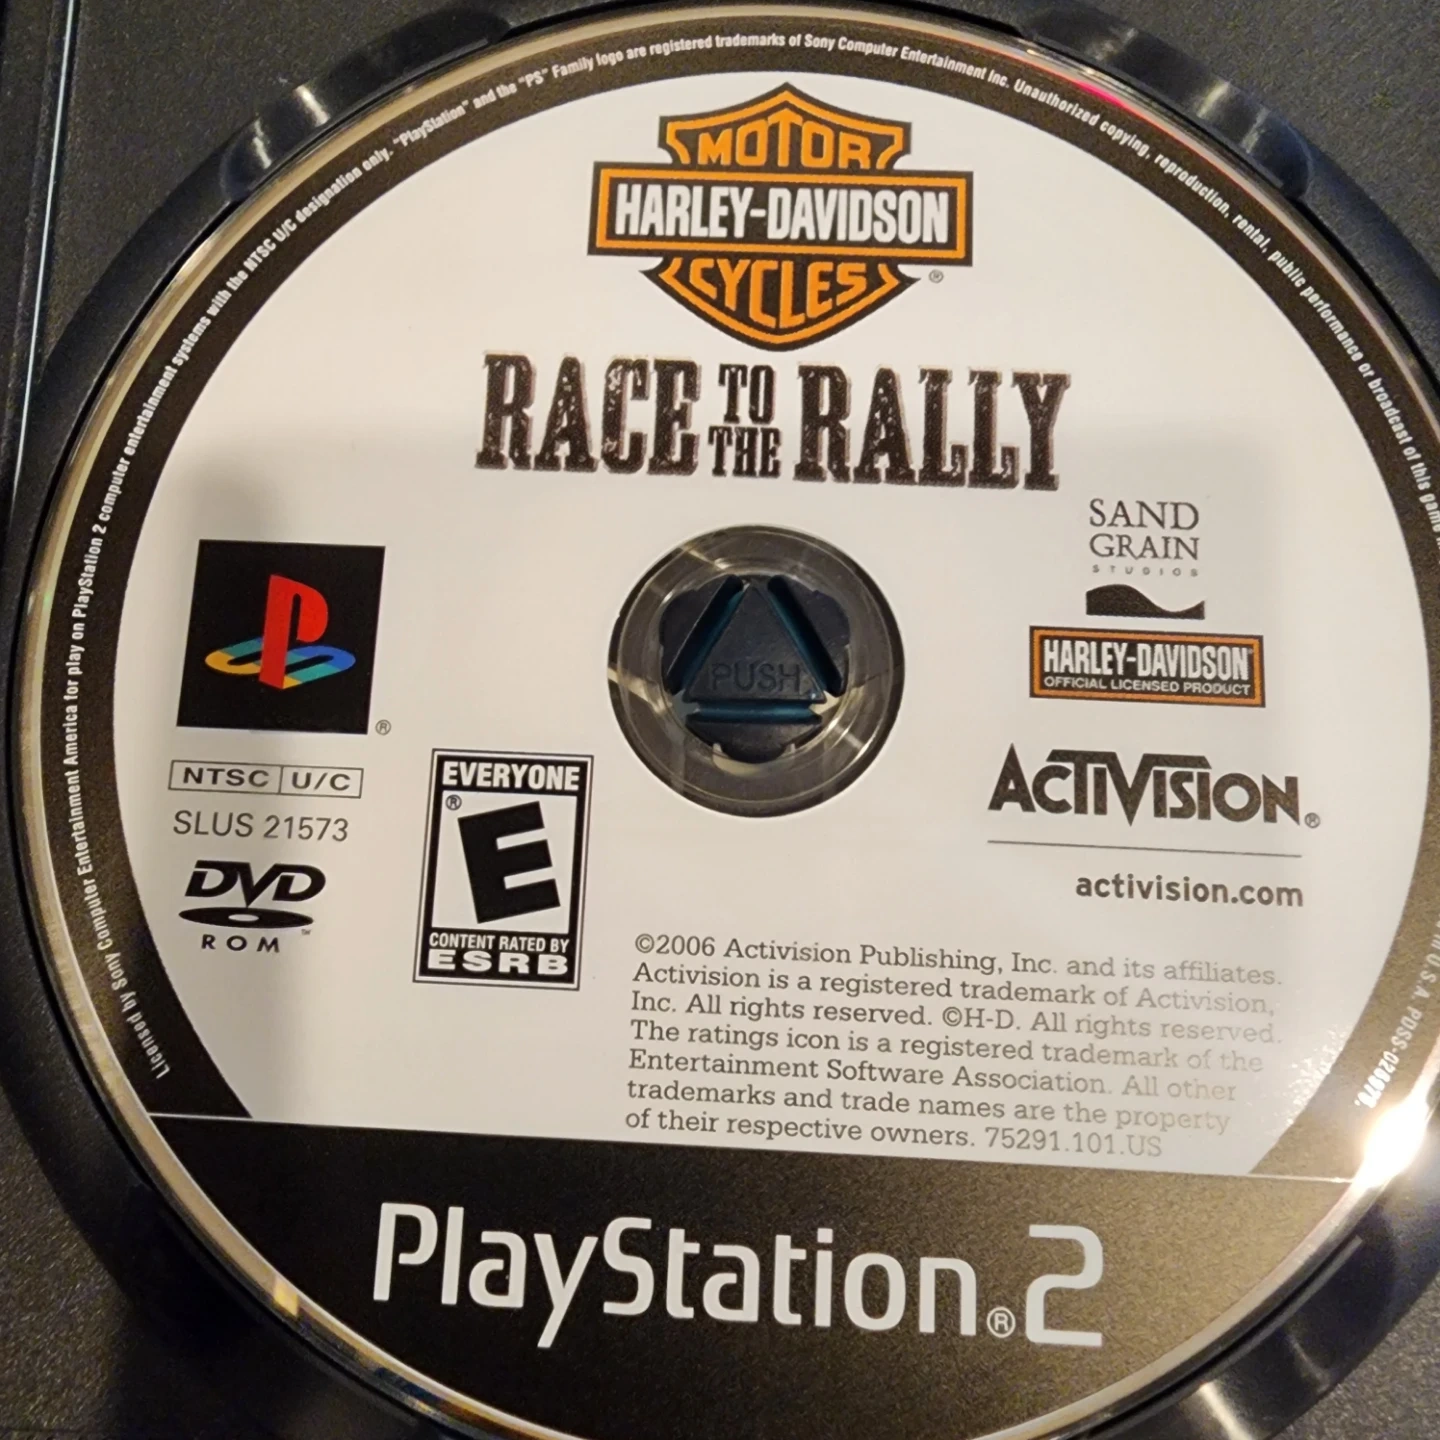 Licensed by Sony Computer Entertainment America for play on PlayStation 2 computer entertainment systems with the NTSC U/C designation only. "PlayStation" and the "PS" Family logo are registered trademarks of Sony Computer Entertainment Inc. Unauthorized copying, reproduction, rental, public performance or broadcast of this game
U.S.A. PDSS-
MOTOR
HARLEY-DAVIDSON
CYCLES ®
RACE TO THE RALLY
SAND
GRAIN
STUDIOS
HARLEY-DAVIDSON
OFFICIAL LICENSED PRODUCT
PUSH
®
NTSC U/C
SLUS 21573
DVD
ROM ™
EVERYONE
® E
CONTENT RATED BY
ESRB
ACTIVISION®
activision.com
©2006 Activision Publishing, Inc. and its affiliates.
Activision is a registered trademark of Activision,
Inc. All rights reserved. ©H-D. All rights reserved.
The ratings icon is a registered trademark of the
Entertainment Software Association. All other
trademarks and trade names are the property
of their respective owners. 75291.101.US
PlayStation®2